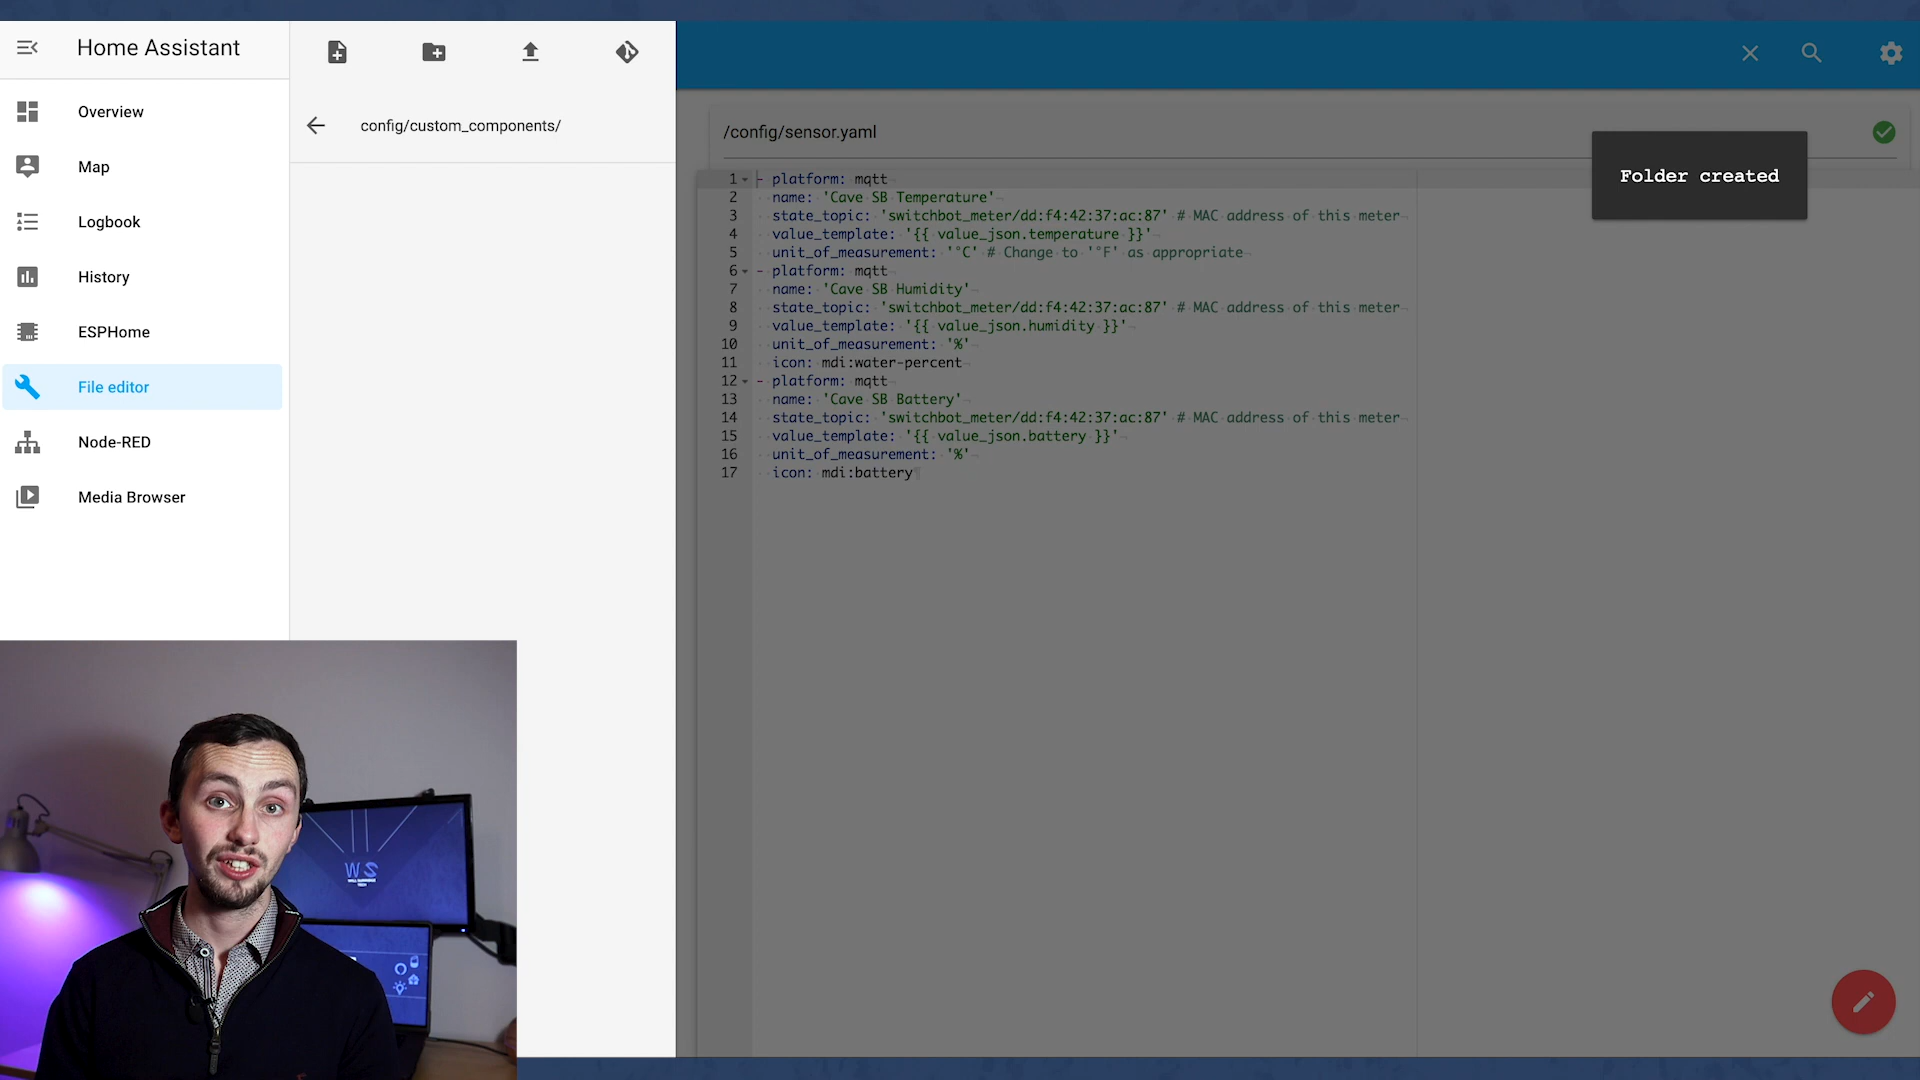 Home Assistant
Overview
Map
Logbook
History
ESPHome
File editor
Node-RED
Media Browser
config/custom_components/
/config/sensor.yaml
Folder created
1 - platform: mqtt
2 name: 'Cave SB Temperature'
3 state_topic: 'switchbot_meter/dd:f4:42:37:ac:87' # MAC address of this meter
4 value_template: '{{ value_json.temperature }}'
5 unit_of_measurement: '°C' # Change to '°F' as appropriate
6 - platform: mqtt
7 name: 'Cave SB Humidity'
8 state_topic: 'switchbot_meter/dd:f4:42:37:ac:87' # MAC address of this meter
9 value_template: '{{ value_json.humidity }}'
10 unit_of_measurement: '%'
11 icon: mdi:water-percent
12 - platform: mqtt
13 name: 'Cave SB Battery'
14 state_topic: 'switchbot_meter/dd:f4:42:37:ac:87' # MAC address of this meter
15 value_template: '{{ value_json.battery }}'
16 unit_of_measurement: '%'
17 icon: mdi:battery
WS